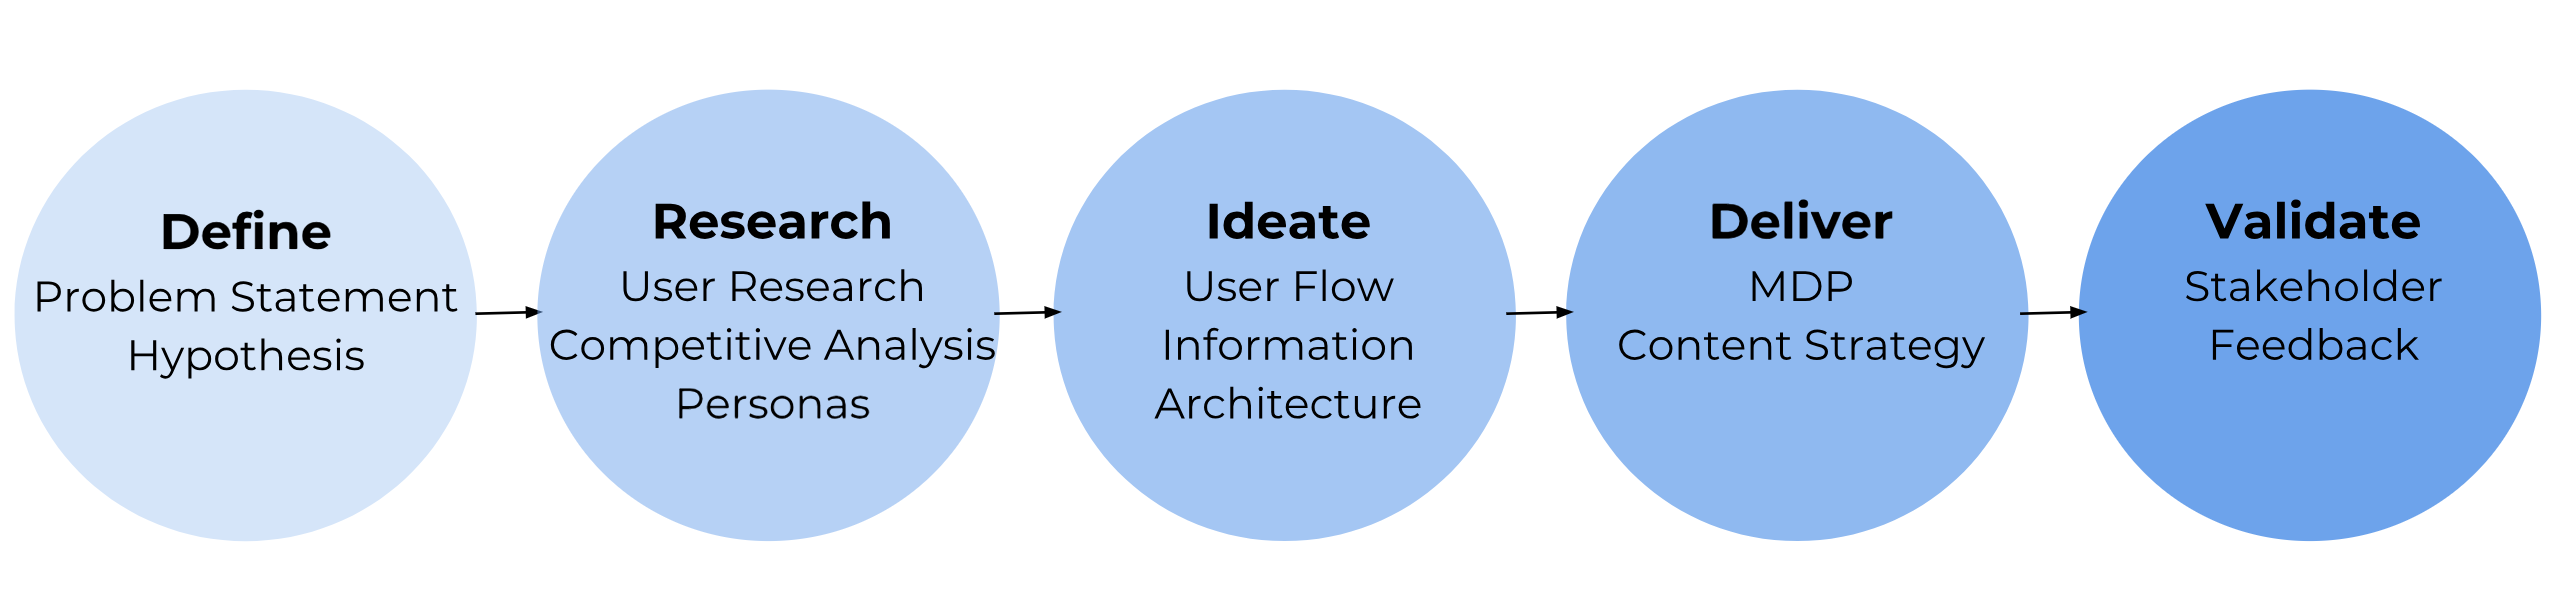 Define
Problem Statement
Hypothesis
Research
User Research
Competitive Analysis
Personas
Ideate
User Flow
Information
Architecture
Deliver
MDP
Content Strategy
Validate
Stakeholder
Feedback